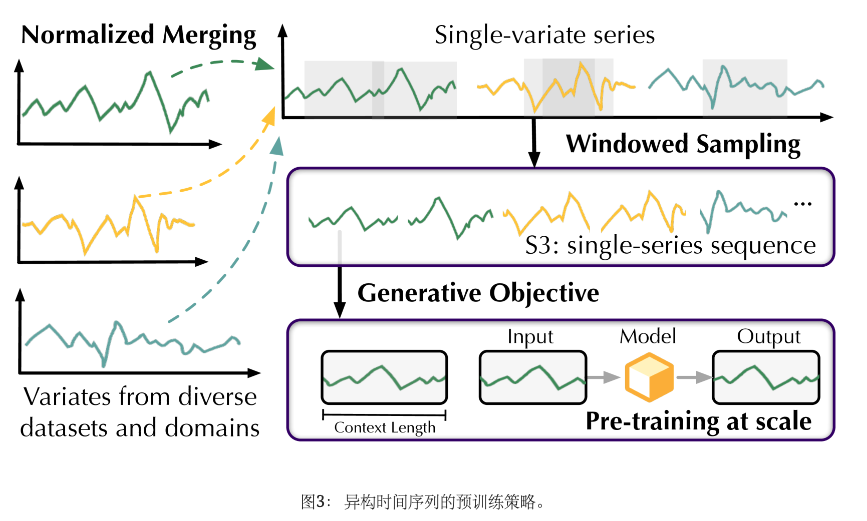 Normalized Merging
Single-variate series
Windowed Sampling
...
S3: single-series sequence
Generative Objective
Variates from diverse
datasets and domains
Input
Model
Output
Context Length
Pre-training at scale
图3： 异构时间序列的预训练策略。